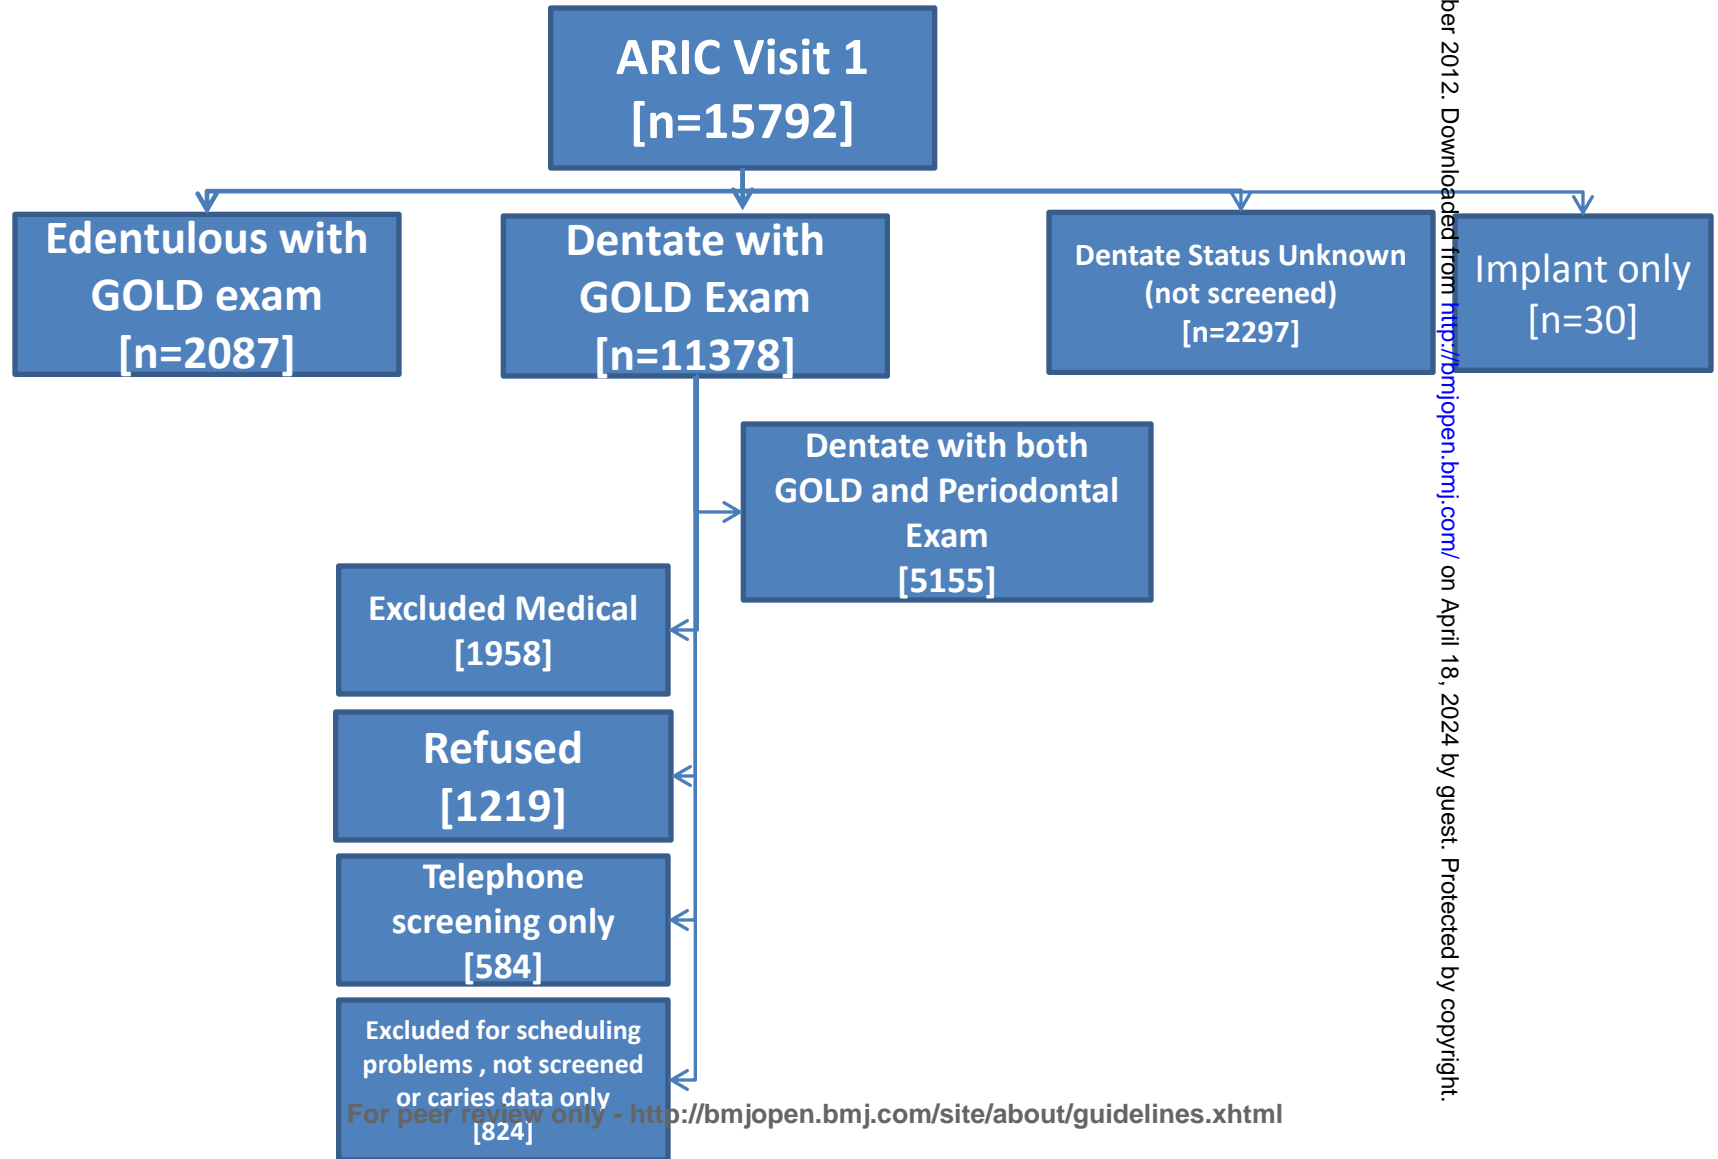 ARIC Visit 1
[n=15792]
Edentulous with
GOLD exam
[n=2087]
Dentate with
GOLD Exam
[n=11378]
Dentate Status Unknown
(not screened)
[n=2297]
Implant only
[n=30]
Dentate with both
GOLD and Periodontal
Exam
[5155]
Excluded Medical
[1958]
Refused
[1219]
Telephone
screening only
[584]
Excluded for scheduling
problems , not screened
or caries data only
[824]
For peer review only - http://bmjopen.bmj.com/site/about/guidelines.xhtml
2012. Downloaded from http://bmjopen.bmj.com/ on April 18, 2024 by guest. Protected by copyright.